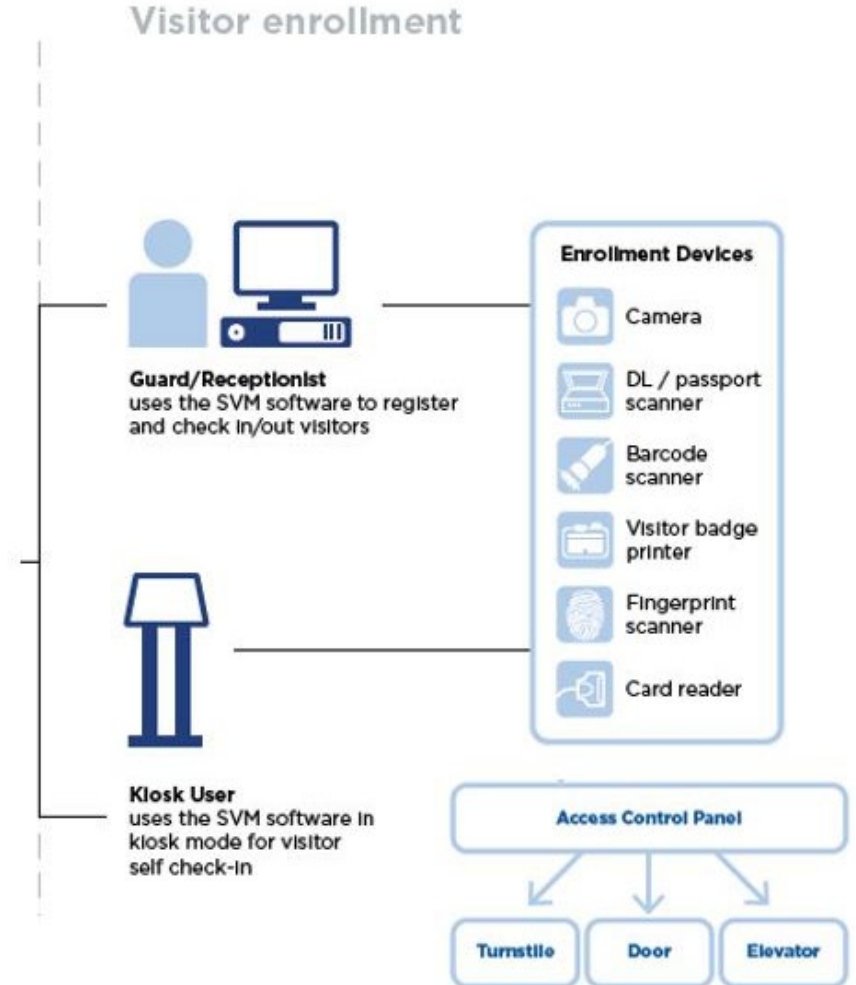 Visitor enrollment
Guard/Receptionist
uses the SVM software to register
and check in/out visitors
Enrollment Devices
Camera
DL / passport
scanner
Barcode
scanner
Visitor badge
printer
Fingerprint
scanner
Card reader
Kiosk User
uses the SVM software in
kiosk mode for visitor
self check-in
Access Control Panel
Turnstile
Door
Elevator